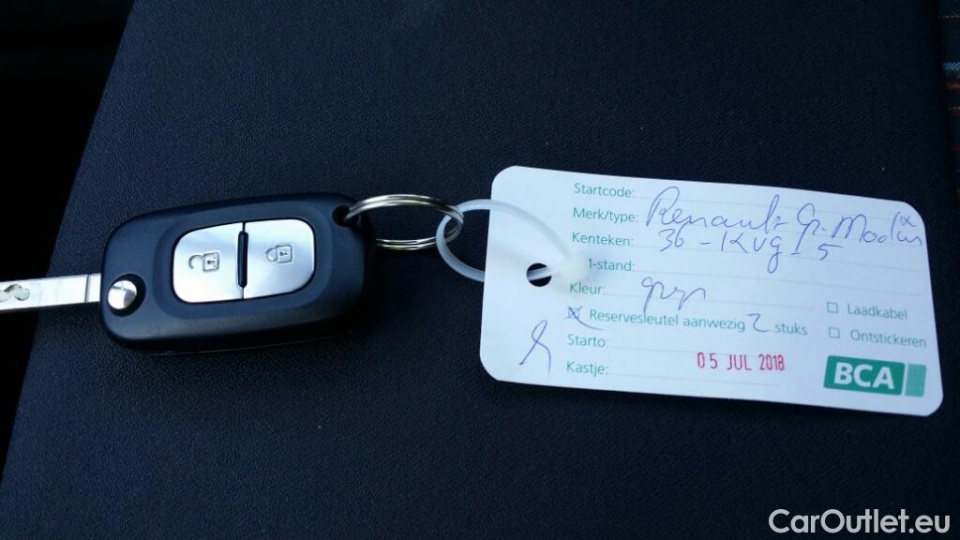 Startcode:
Merk/type: Renault Gr. Modus
Kenteken: 36-KVG-5
-stand:
Kleur: grijs
Laadkabel
Reservesleutel aanwezig 2 stuks
Ontstickeren
Starto:
Kastje: 05 JUL 2018
BCA
CarOutlet.eu